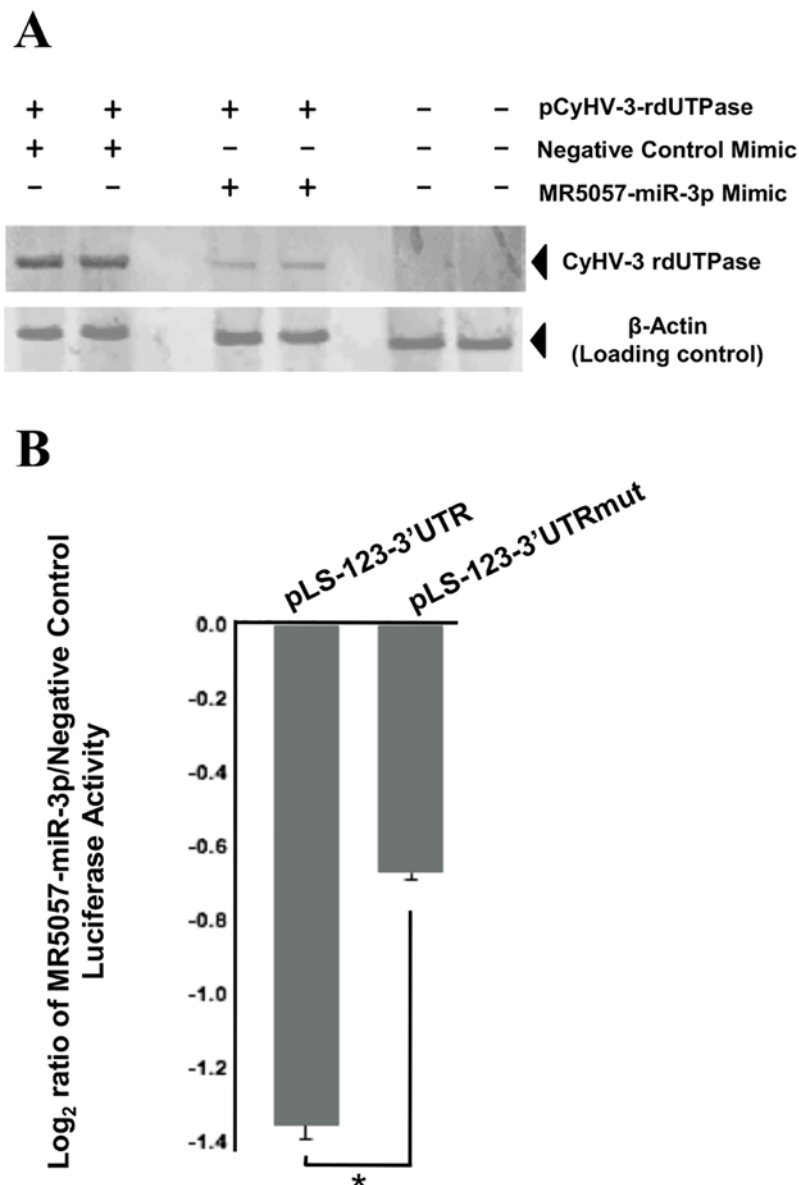 A
+ + + + − − pCyHV-3-rdUTPase
+ + − − − − Negative Control Mimic
− − + + − − MR5057-miR-3p Mimic
CyHV-3 rdUTPase
β-Actin
(Loading control)
B
pLS-123-3’UTR
pLS-123-3’UTRmut
Log₂ ratio of MR5057-miR-3p/Negative Control
Luciferase Activity
0.0
-0.2
-0.4
-0.6
-0.8
-1.0
-1.2
-1.4
*